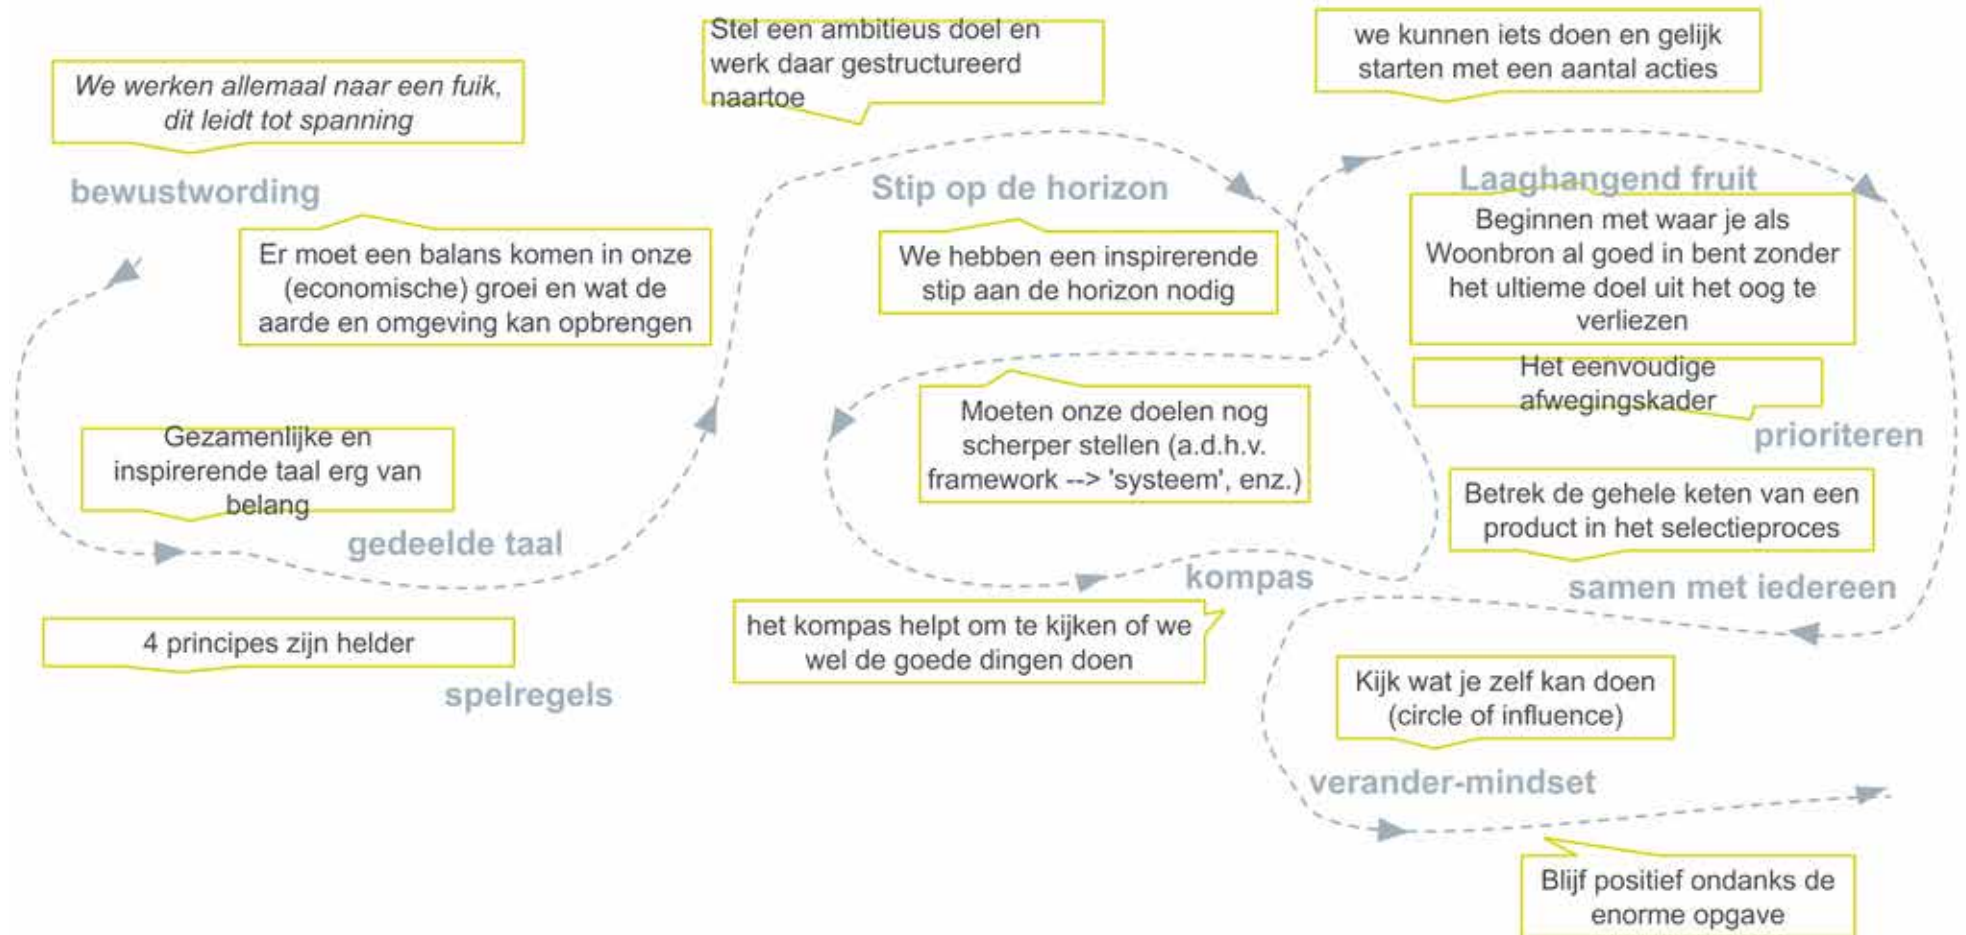 We werken allemaal naar een fuik,
dit leidt tot spanning
bewustwording
Er moet een balans komen in onze
(economische) groei en wat de
aarde en omgeving kan opbrengen
Gezamenlijke en
inspirerende taal erg van
belang
gedeelde taal
4 principes zijn helder
spelregels
Stel een ambitieus doel en
werk daar gestructureerd
naartoe
Stip op de horizon
We hebben een inspirerende
stip aan de horizon nodig
Moeten onze doelen nog
scherper stellen (a.d.h.v.
framework --> 'systeem', enz.)
kompas
het kompas helpt om te kijken of we
wel de goede dingen doen
we kunnen iets doen en gelijk
starten met een aantal acties
Laaghangend fruit
Beginnen met waar je als
Woonbron al goed in bent zonder
het ultieme doel uit het oog te
verliezen
Het eenvoudige
afwegingskader
prioriteren
Betrek de gehele keten van een
product in het selectieproces
samen met iedereen
Kijk wat je zelf kan doen
(circle of influence)
verander-mindset
Blijf positief ondanks de
enorme opgave